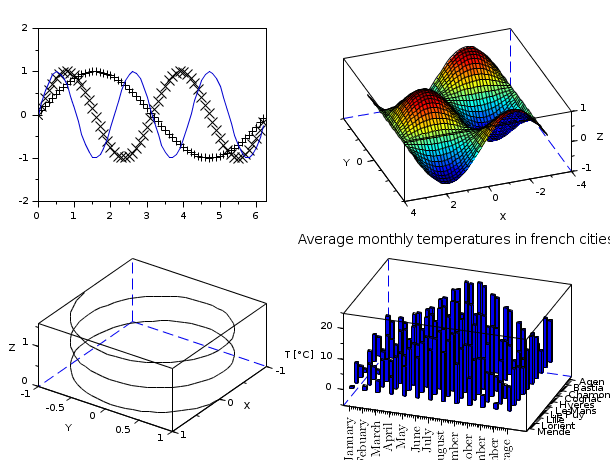 2
1
0
-1
-2
0 1 2 3 4 5 6
1
0
-1
Z
Y 0
4 2 0 -2 -4
X
Average monthly temperatures in french cities
Z
1
0
-1 -0.5 0 0.5 1
Y
1 0 -1
X
T [°C]
20
10
0
January
March
April
May
June
July
Agen
Bastia
Hyeres
Le Mans
Lille
Lorient
Mende